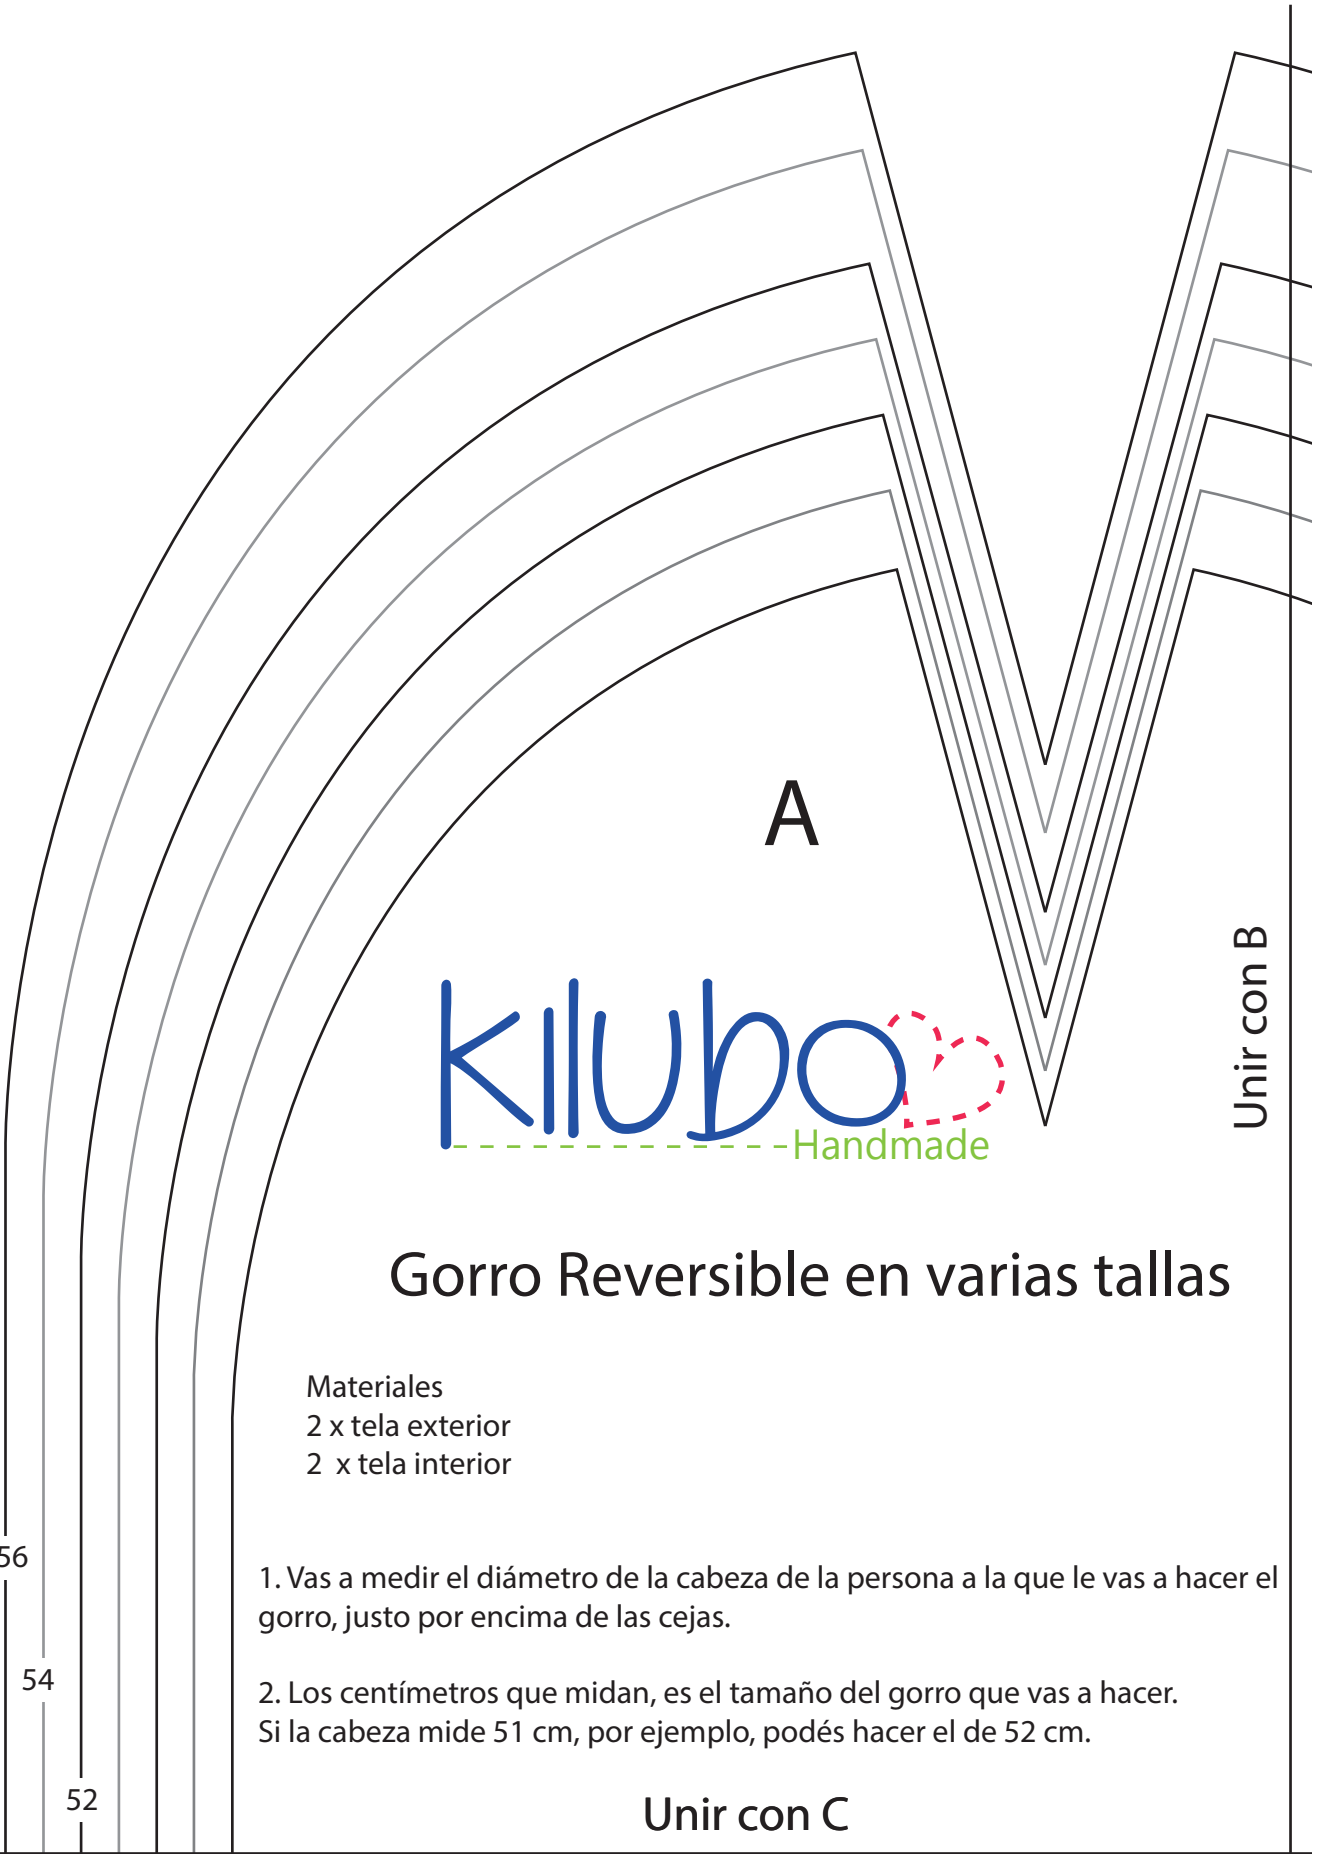 A
Unir con B
kilubo
Handmade
Gorro Reversible en varias tallas
Materiales
2 x tela exterior
2 x tela interior
1. Vas a medir el diámetro de la cabeza de la persona a la que le vas a hacer el
gorro, justo por encima de las cejas.
2. Los centímetros que midan, es el tamaño del gorro que vas a hacer.
Si la cabeza mide 51 cm, por ejemplo, podés hacer el de 52 cm.
56
54
52
Unir con C